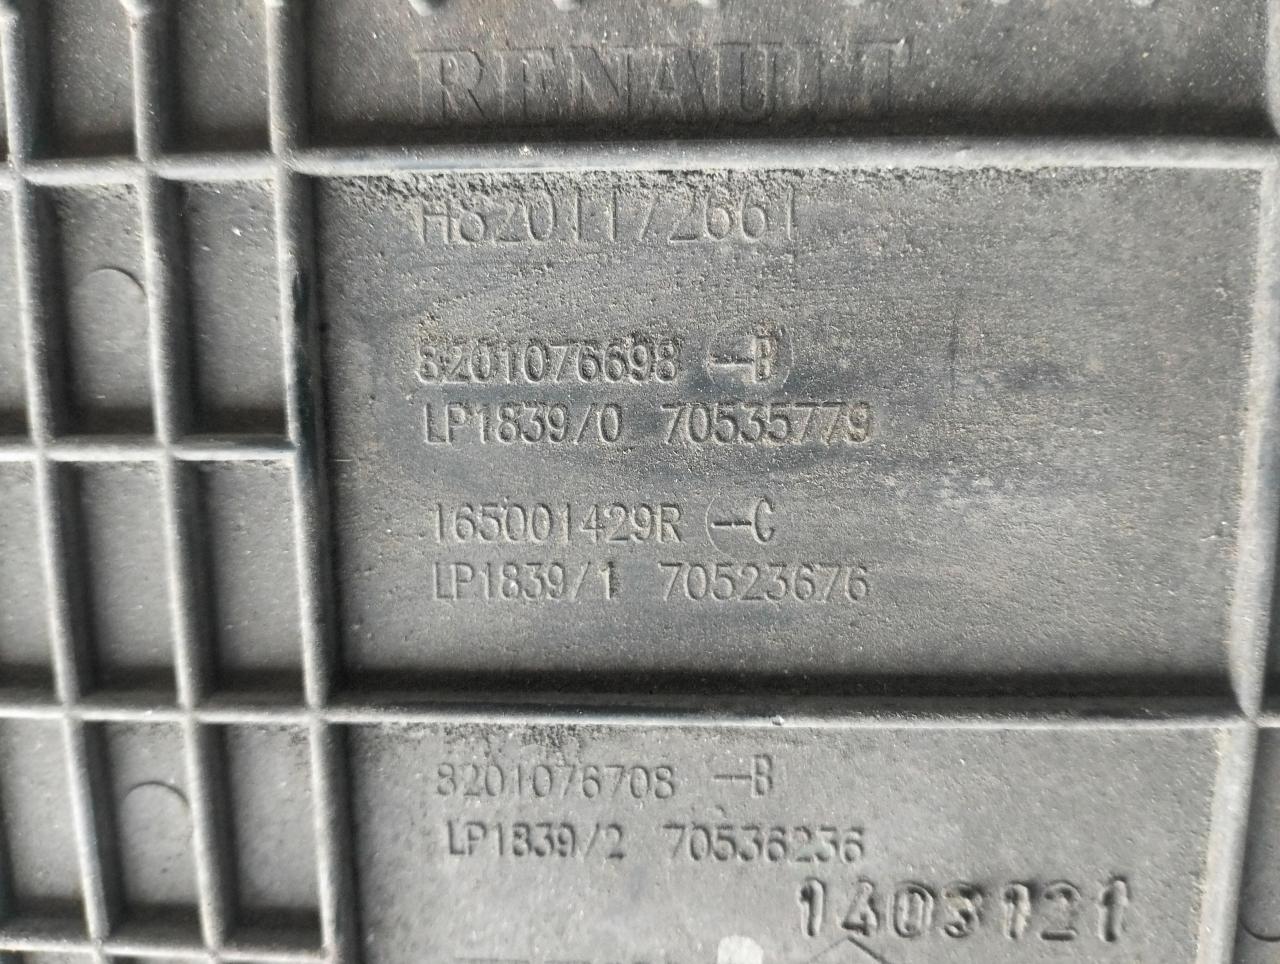 RENAULT
H8201172661
8201076698 —B
LP1839/0 70535779
165001429R —C
LP1839/1 70523676
8201076708 —B
LP1839/2 70536236
1403121